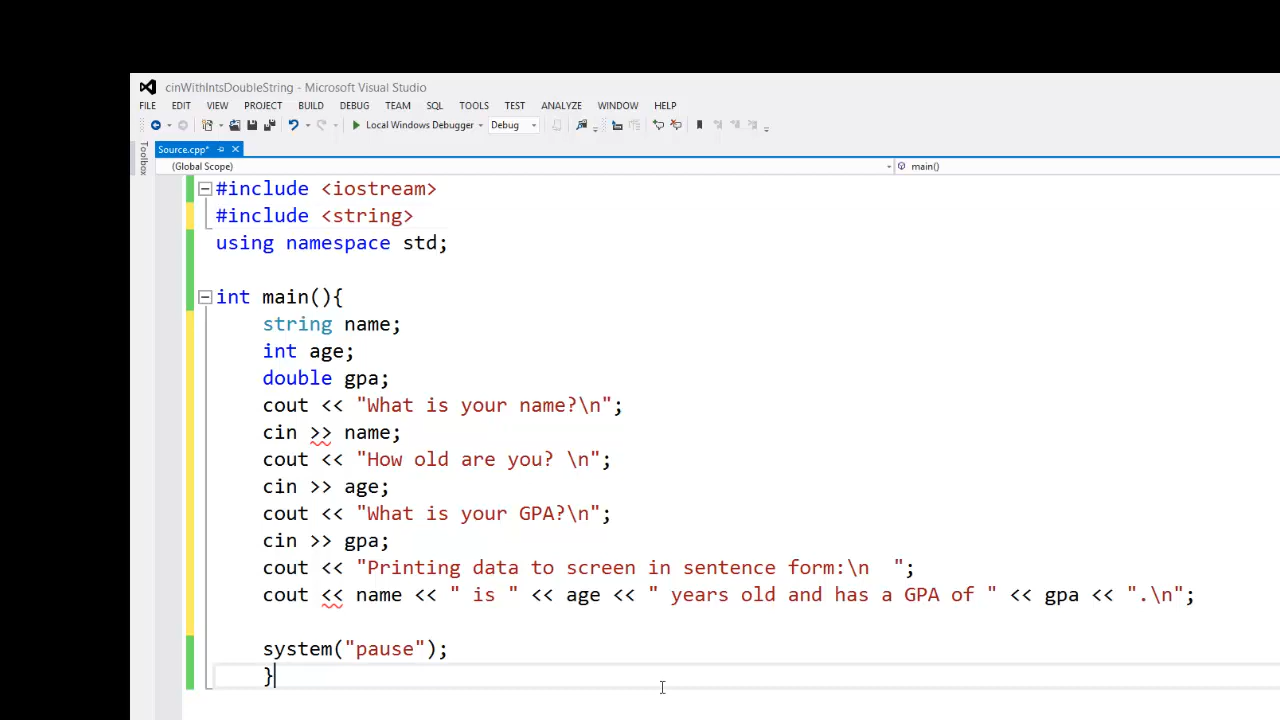 cinWithIntsDoubleString - Microsoft Visual Studio
FILE EDIT VIEW PROJECT BUILD DEBUG TEAM SQL TOOLS TEST ANALYZE WINDOW HELP
Local Windows Debugger Debug
Source.cpp*
Toolbox
(Global Scope) main()
#include <iostream>
#include <string>
using namespace std;
int main(){
string name;
int age;
double gpa;
cout << "What is your name?\n";
cin >> name;
cout << "How old are you? \n";
cin >> age;
cout << "What is your GPA?\n";
cin >> gpa;
cout << "Printing data to screen in sentence form:\n  ";
cout << name << " is " << age << " years old and has a GPA of " << gpa << ".\n";
system("pause");
}